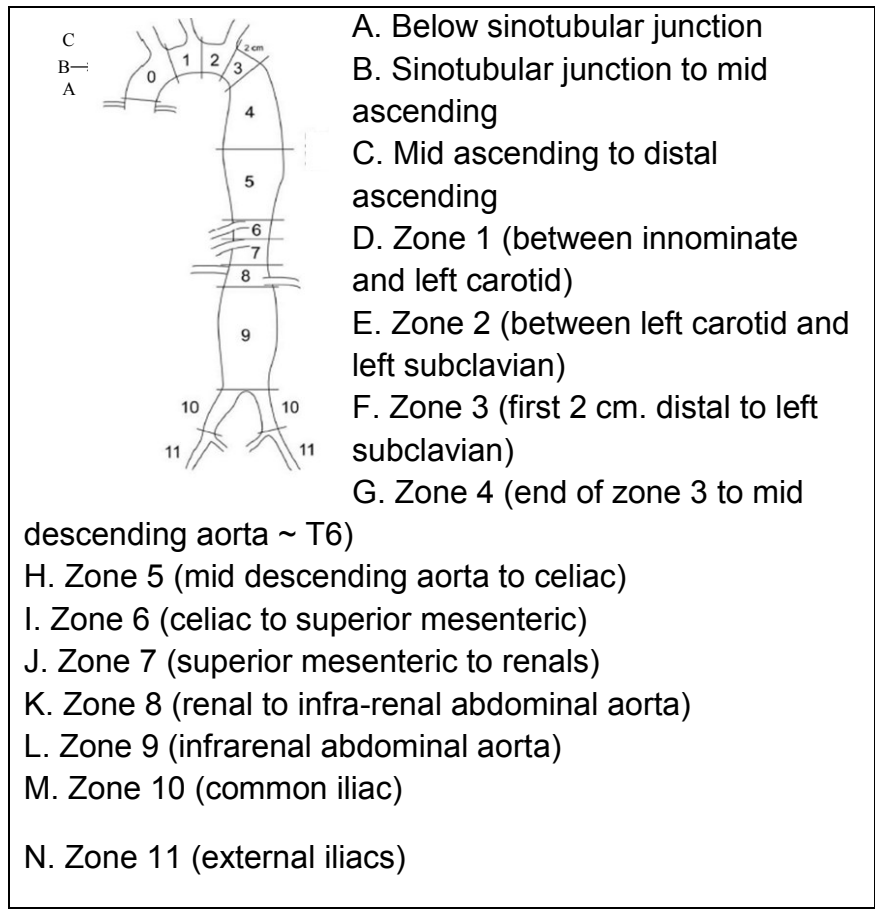 C
B
A
0
1
2
3
2 cm
4
5
6
7
8
9
10
10
11
11
A. Below sinotubular junction
B. Sinotubular junction to mid
ascending
C. Mid ascending to distal
ascending
D. Zone 1 (between innominate
and left carotid)
E. Zone 2 (between left carotid and
left subclavian)
F. Zone 3 (first 2 cm. distal to left
subclavian)
G. Zone 4 (end of zone 3 to mid
descending aorta ~ T6)
H. Zone 5 (mid descending aorta to celiac)
I. Zone 6 (celiac to superior mesenteric)
J. Zone 7 (superior mesenteric to renals)
K. Zone 8 (renal to infra-renal abdominal aorta)
L. Zone 9 (infrarenal abdominal aorta)
M. Zone 10 (common iliac)
N. Zone 11 (external iliacs)